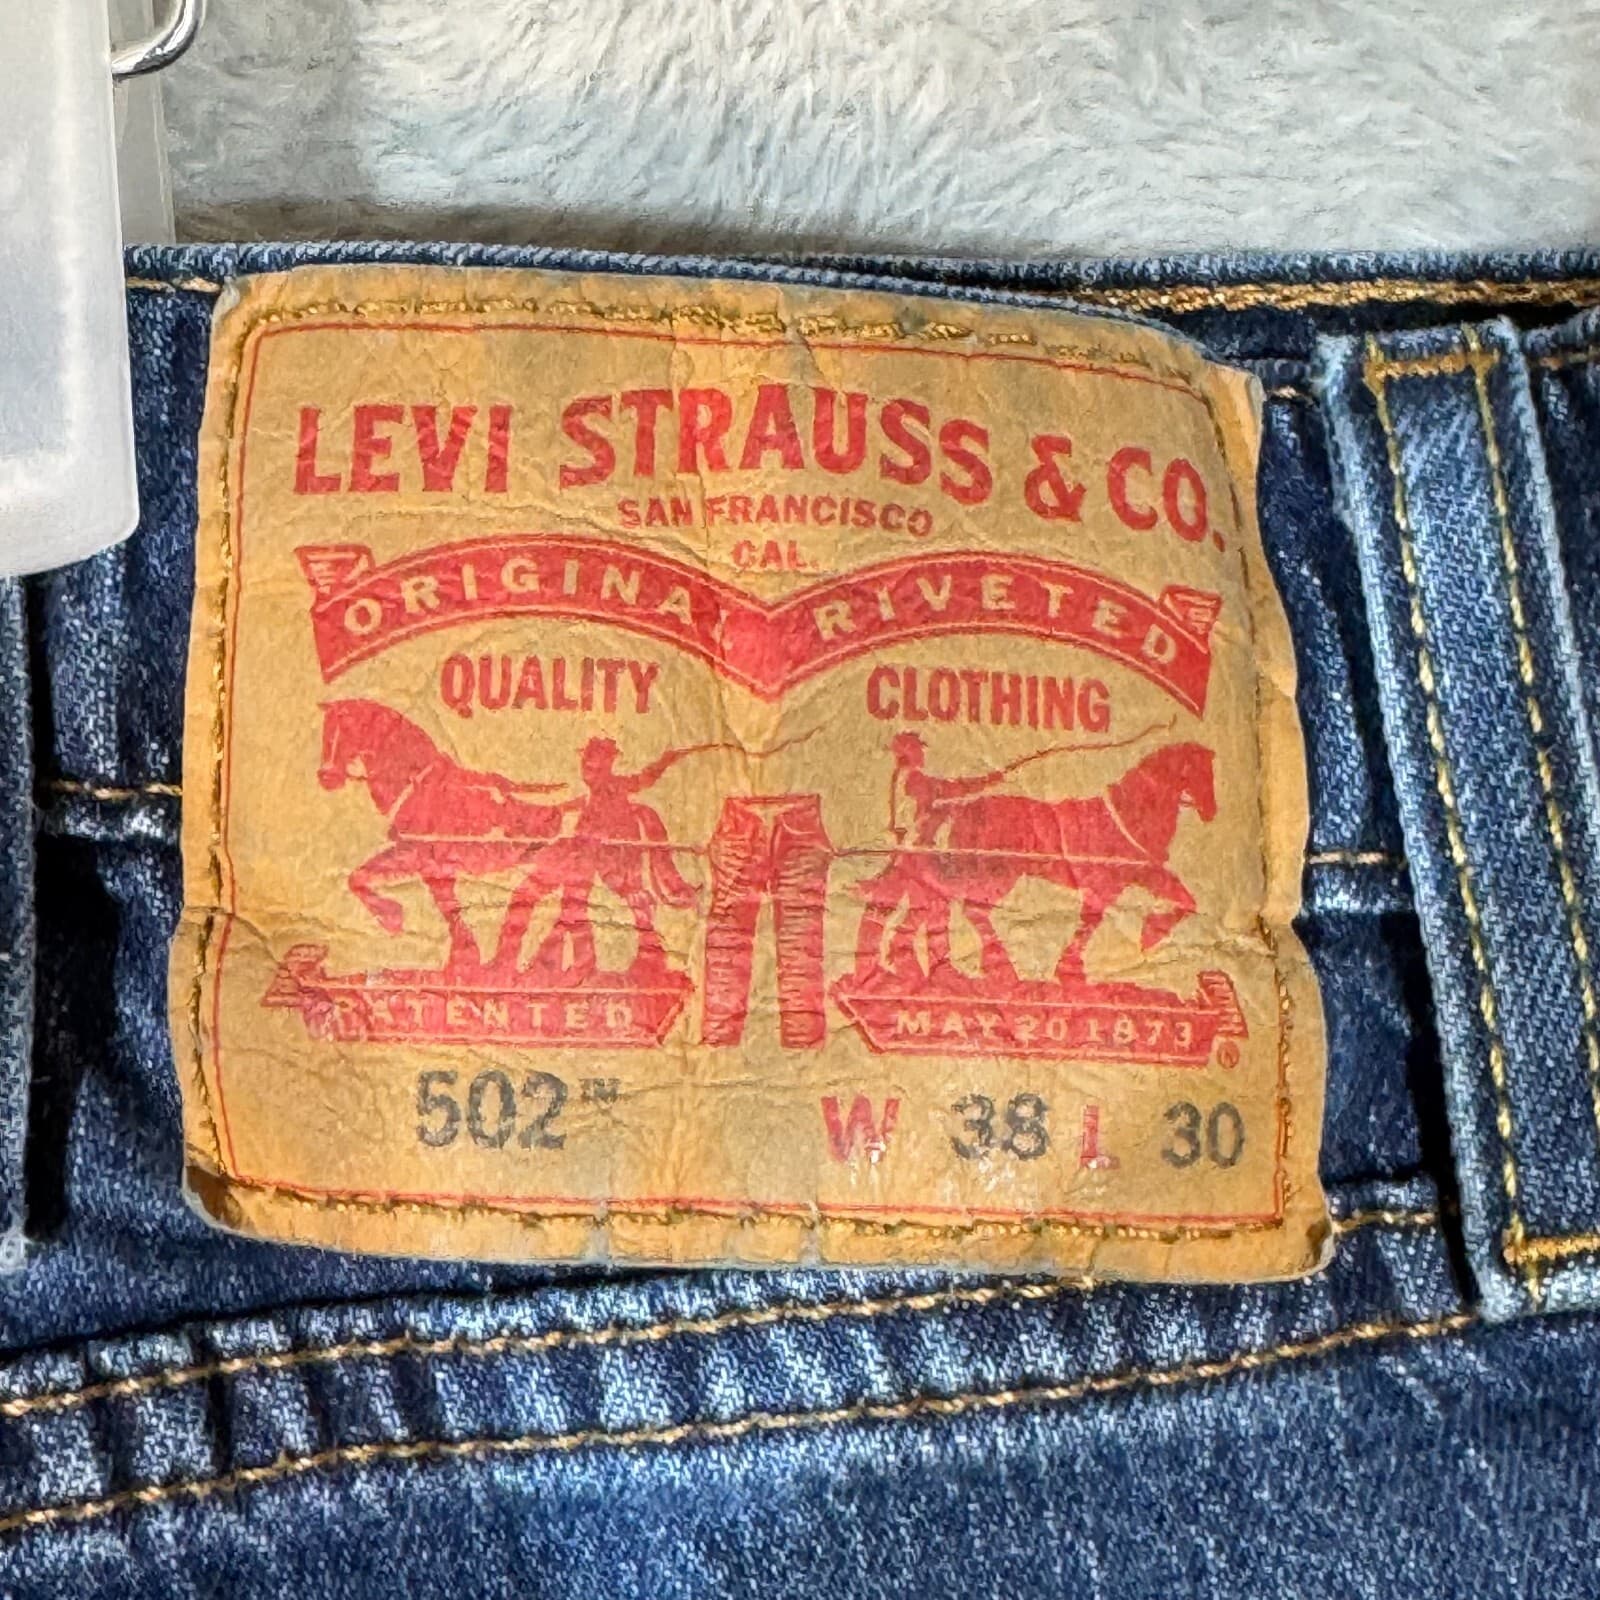 LEVI STRAUSS & CO.
SAN FRANCISCO
CAL.
ORIGINAL RIVETED
QUALITY CLOTHING
PATENTED MAY 20 1873 ®
502™ W 38 L 30